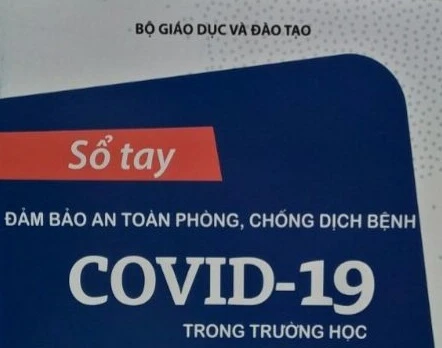 BỘ GIÁO DỤC VÀ ĐÀO TẠO
Sổ tay
ĐẢM BẢO AN TOÀN PHÒNG, CHỐNG DỊCH BỆNH
COVID-19
TRONG TRƯỜNG HỌC